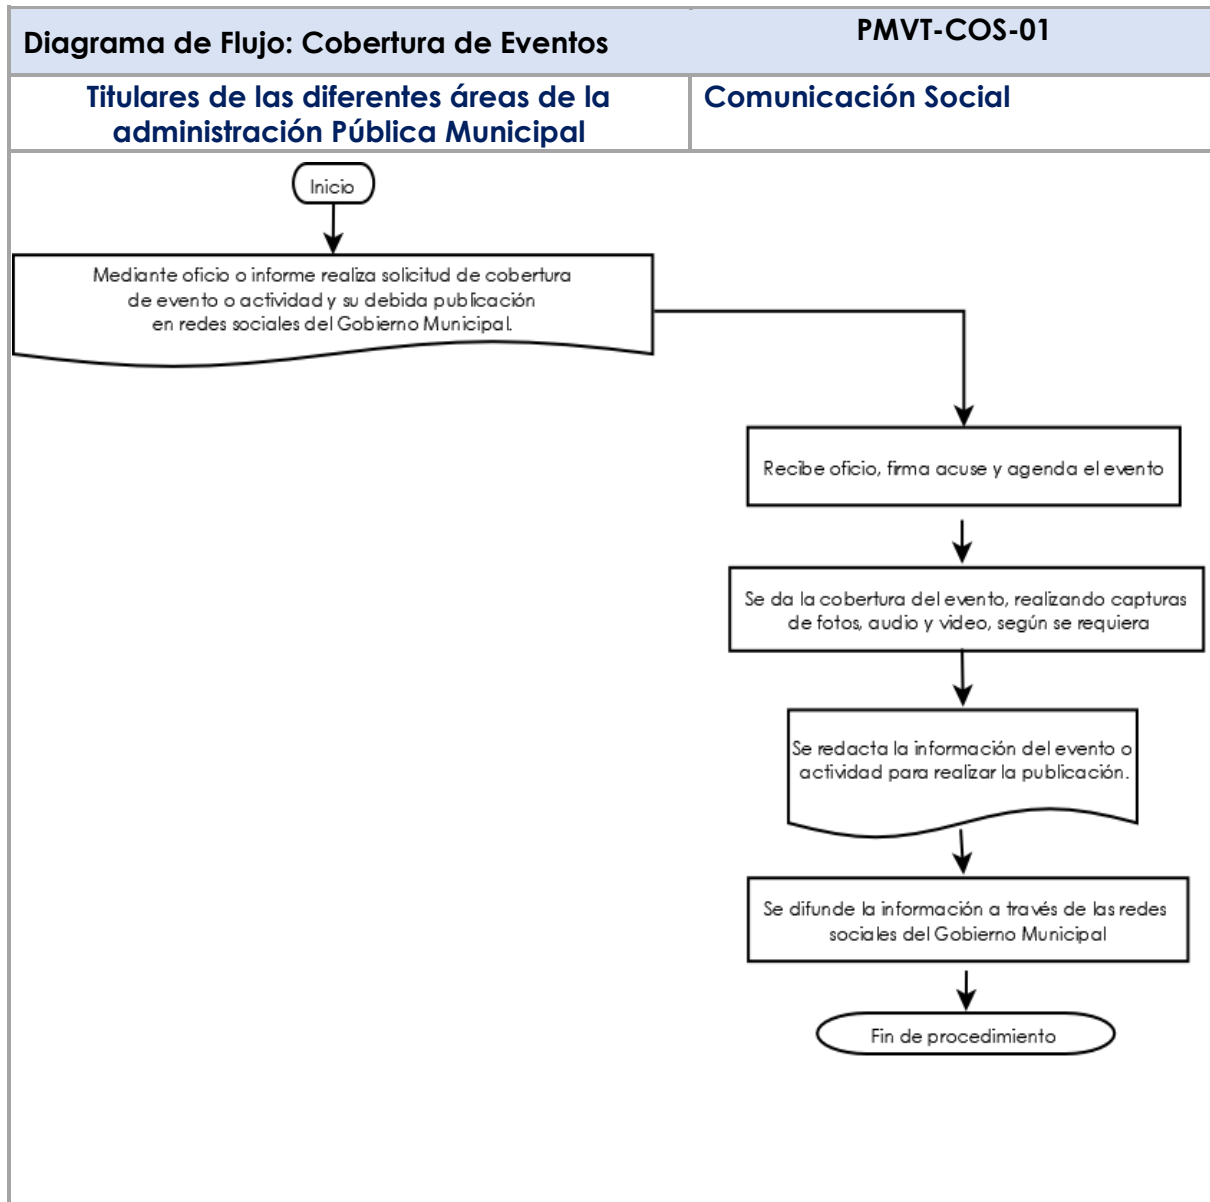 Diagrama de Flujo: Cobertura de Eventos
PMVT-COS-01
Titulares de las diferentes áreas de la
administración Pública Municipal
Comunicación Social
Inicio
Mediante oficio o informe realiza solicitud de cobertura
de evento o actividad y su debida publicación
en redes sociales del Gobierno Municipal.
Recibe oficio, firma acuse y agenda el evento
Se da la cobertura del evento, realizando capturas
de fotos, audio y video, según se requiera
Se redacta la información del evento o
actividad para realizar la publicación.
Se difunde la información a través de las redes
sociales del Gobierno Municipal
Fin de procedimiento